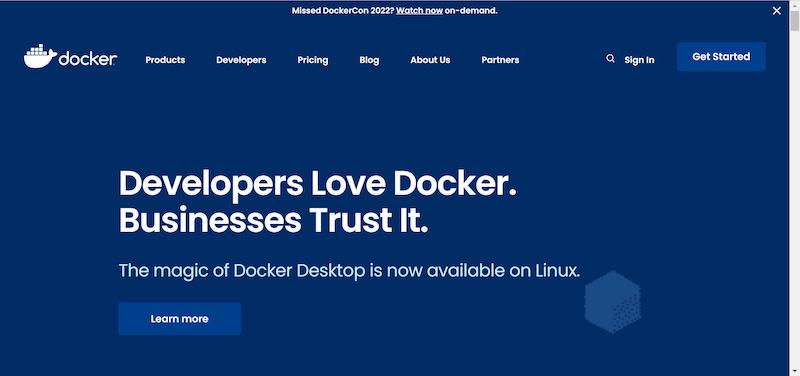 Missed DockerCon 2022? Watch now on-demand.
docker
Products Developers Pricing Blog About Us Partners Sign In Get Started
Developers Love Docker.
Businesses Trust It.
The magic of Docker Desktop is now available on Linux.
Learn more